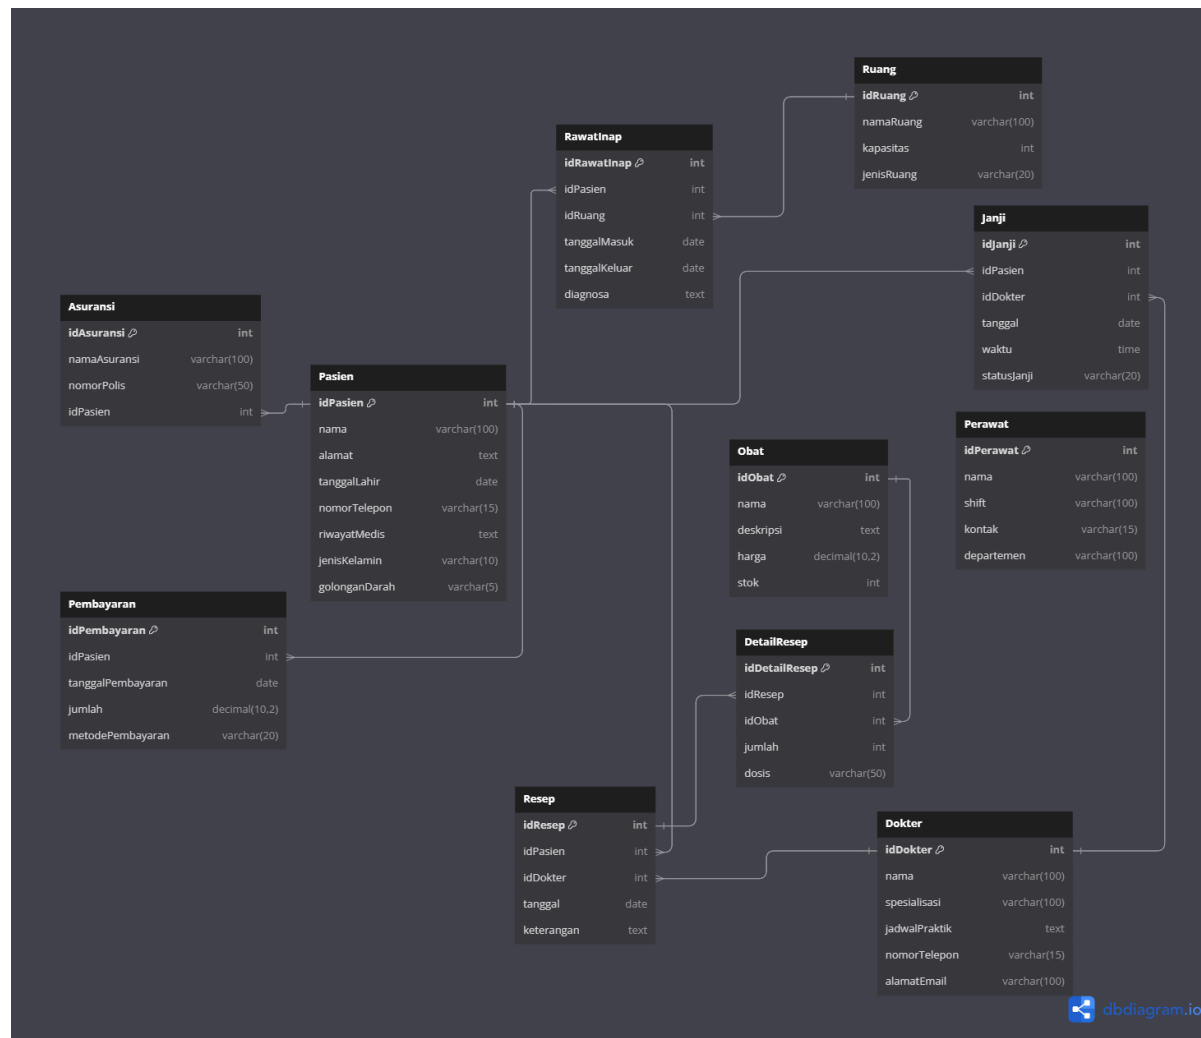 Ruang
idRuang int
namaRuang varchar(100)
kapasitas int
jenisRuang varchar(20)
RawatInap
idRawatInap int
idPasien int
idRuang int
tanggalMasuk date
tanggalKeluar date
diagnosa text
Janji
idJanji int
idPasien int
idDokter int
tanggal date
waktu time
statusJanji varchar(20)
Asuransi
idAsuransi int
namaAsuransi varchar(100)
nomorPolis varchar(50)
idPasien int
Pasien
idPasien int
nama varchar(100)
alamat text
tanggalLahir date
nomorTelepon varchar(15)
riwayatMedis text
jenisKelamin varchar(10)
golonganDarah varchar(5)
Perawat
idPerawat int
nama varchar(100)
shift varchar(100)
kontak varchar(15)
departemen varchar(100)
Obat
idObat int
nama varchar(100)
deskripsi text
harga decimal(10,2)
stok int
Pembayaran
idPembayaran int
idPasien int
tanggalPembayaran date
jumlah decimal(10,2)
metodePembayaran varchar(20)
DetailResep
idDetailResep int
idResep int
idObat int
jumlah int
dosis varchar(50)
Resep
idResep int
idPasien int
idDokter int
tanggal date
keterangan text
Dokter
idDokter int
nama varchar(100)
spesialisasi varchar(100)
jadwalPraktik text
nomorTelepon varchar(15)
alamatEmail varchar(100)
dbdiagram.io